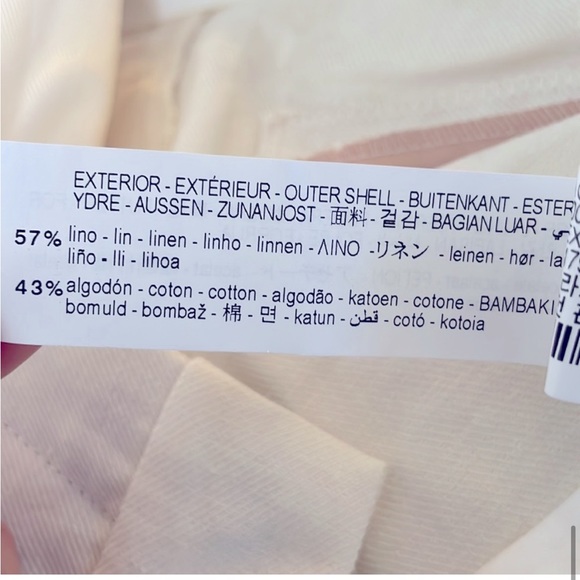 EXTERIOR - EXTÉRIEUR - OUTER SHELL - BUITENKANT - ESTER
YDRE - AUSSEN - ZUNANJOST - 面料 - 겉감 - BAGIAN LUAR -
57% lino - lin - linen - linho - linnen - ΛΙΝΟ -リネン - leinen - hør - la
liño - lli - lihoa
43% algodón - coton - cotton - algodão - katoen - cotone - ΒΑΜΒΑΚΙ
bomuld - bombaž - 棉 - 면 - katun - قطن - cotó - kotoia